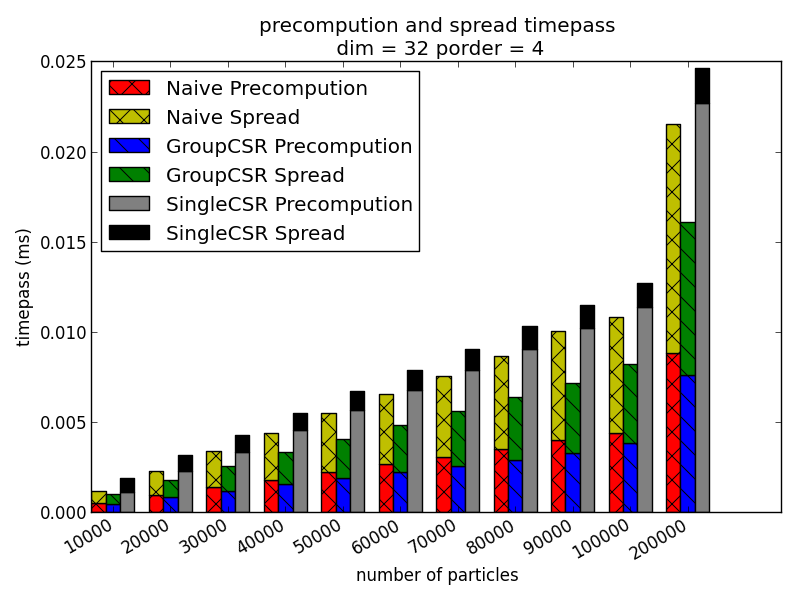 precompution and spread timepass
dim = 32 porder = 4
0.025
0.020
0.015
0.010
0.005
0.000
timepass (ms)
Naive Precompution
Naive Spread
GroupCSR Precompution
GroupCSR Spread
SingleCSR Precompution
SingleCSR Spread
10000
20000
30000
40000
50000
60000
70000
80000
90000
100000
200000
number of particles